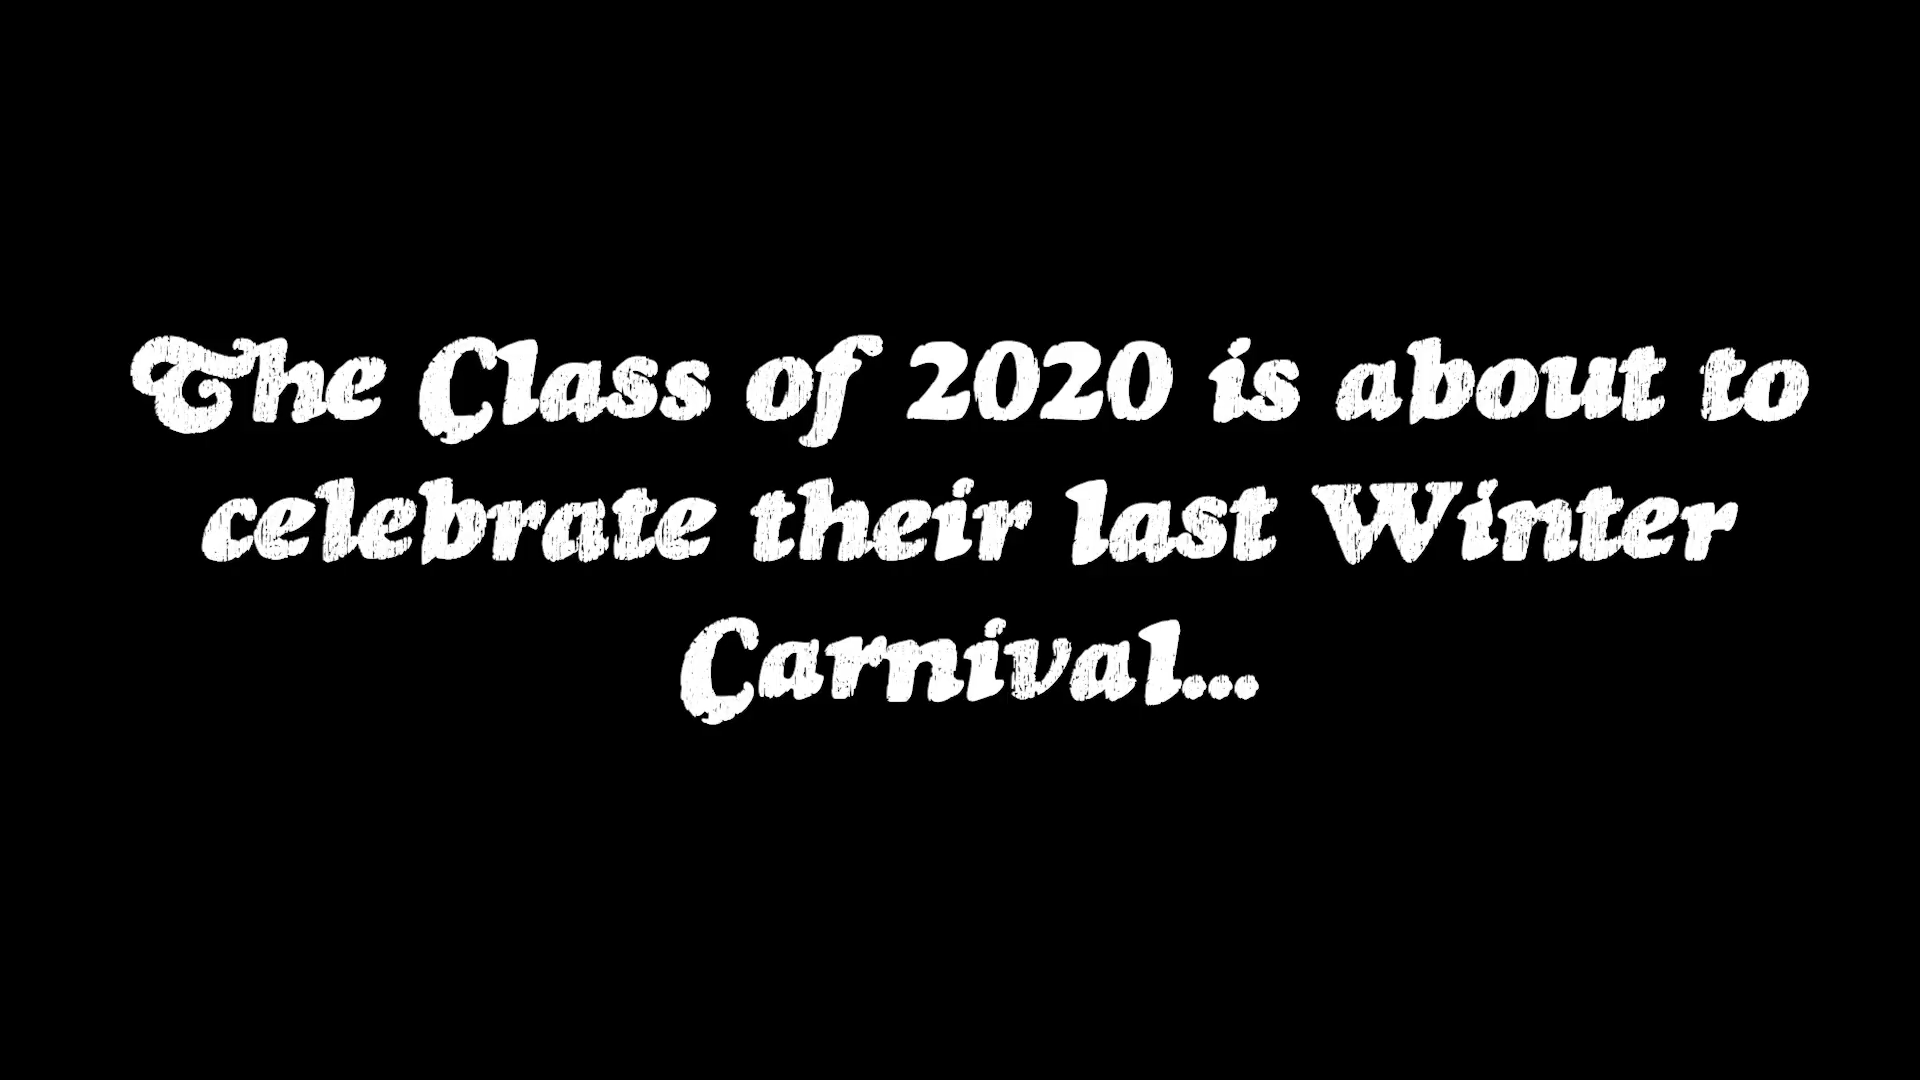 The Class of 2020 is about to
celebrate their last Winter
Carnival...